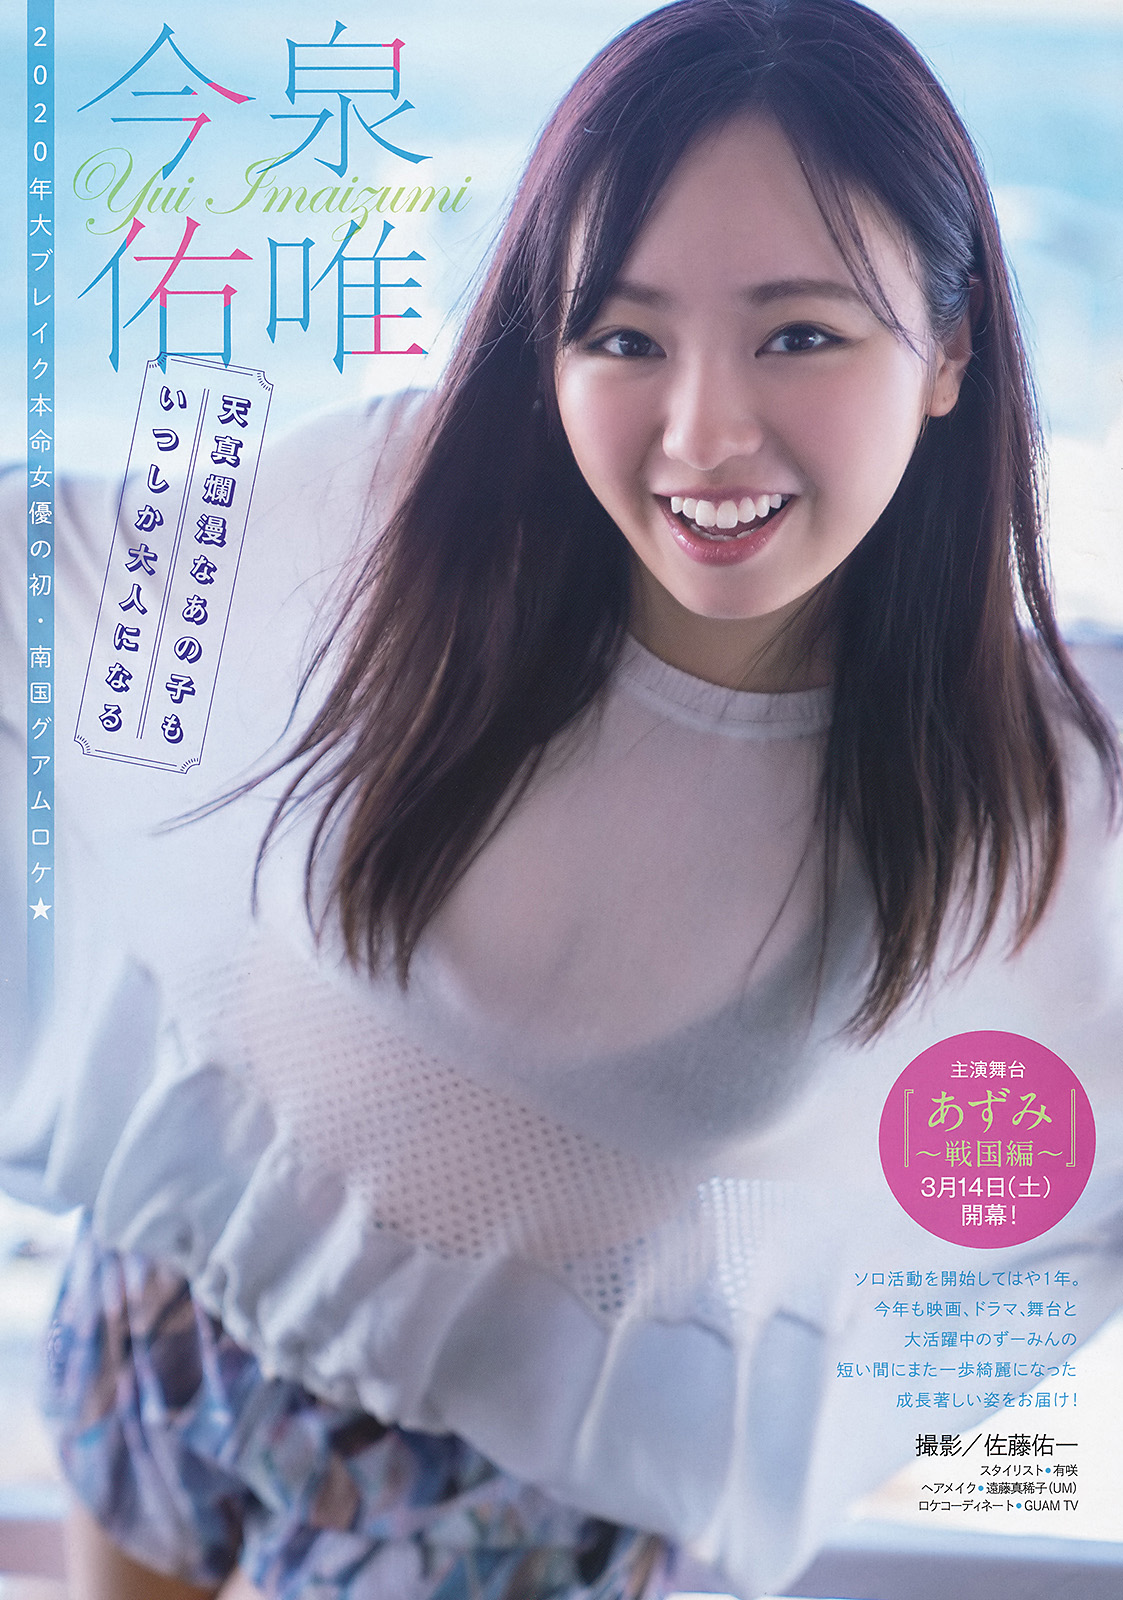 2020年大ブレイク本命女優の初・南国グアムロケ★
今泉
Yui Imaizumi
佑唯
天真爛漫なあの子も
いつしか大人になる
主演舞台
『あずみ
～戦国編～』
3月14日(土)
開幕!
ソロ活動を開始してはや1年。
今年も映画、ドラマ、舞台と
大活躍中のずーみんの
短い間にまた一歩綺麗になった
成長著しい姿をお届け!
撮影／佐藤佑一
スタイリスト●有咲
ヘアメイク●遠藤真稀子(UM)
ロケコーディネート●GUAM TV